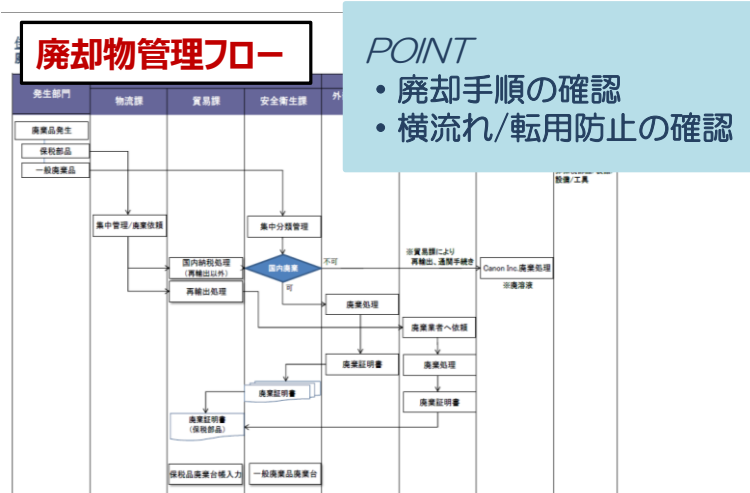 廃却物管理フロー
POINT
・廃却手順の確認
・横流れ/転用防止の確認
発生部門
物流課
貿易課
安全衛生課
廃棄品発生
保税部品
一般廃棄品
設備/工具
集中管理/廃棄依頼
集中分類管理
国内納税処理
(再輸出以外)
国内廃棄
不可
可
※貿易課により
再輸出、通関手続き
Canon Inc.廃棄処理
※廃溶液
再輸出処理
廃棄処理
廃棄業者へ依頼
廃棄証明書
廃棄処理
廃棄証明書
廃棄証明書
廃棄証明書
(保税部品)
保税品廃棄台帳入力
一般廃棄品廃棄台